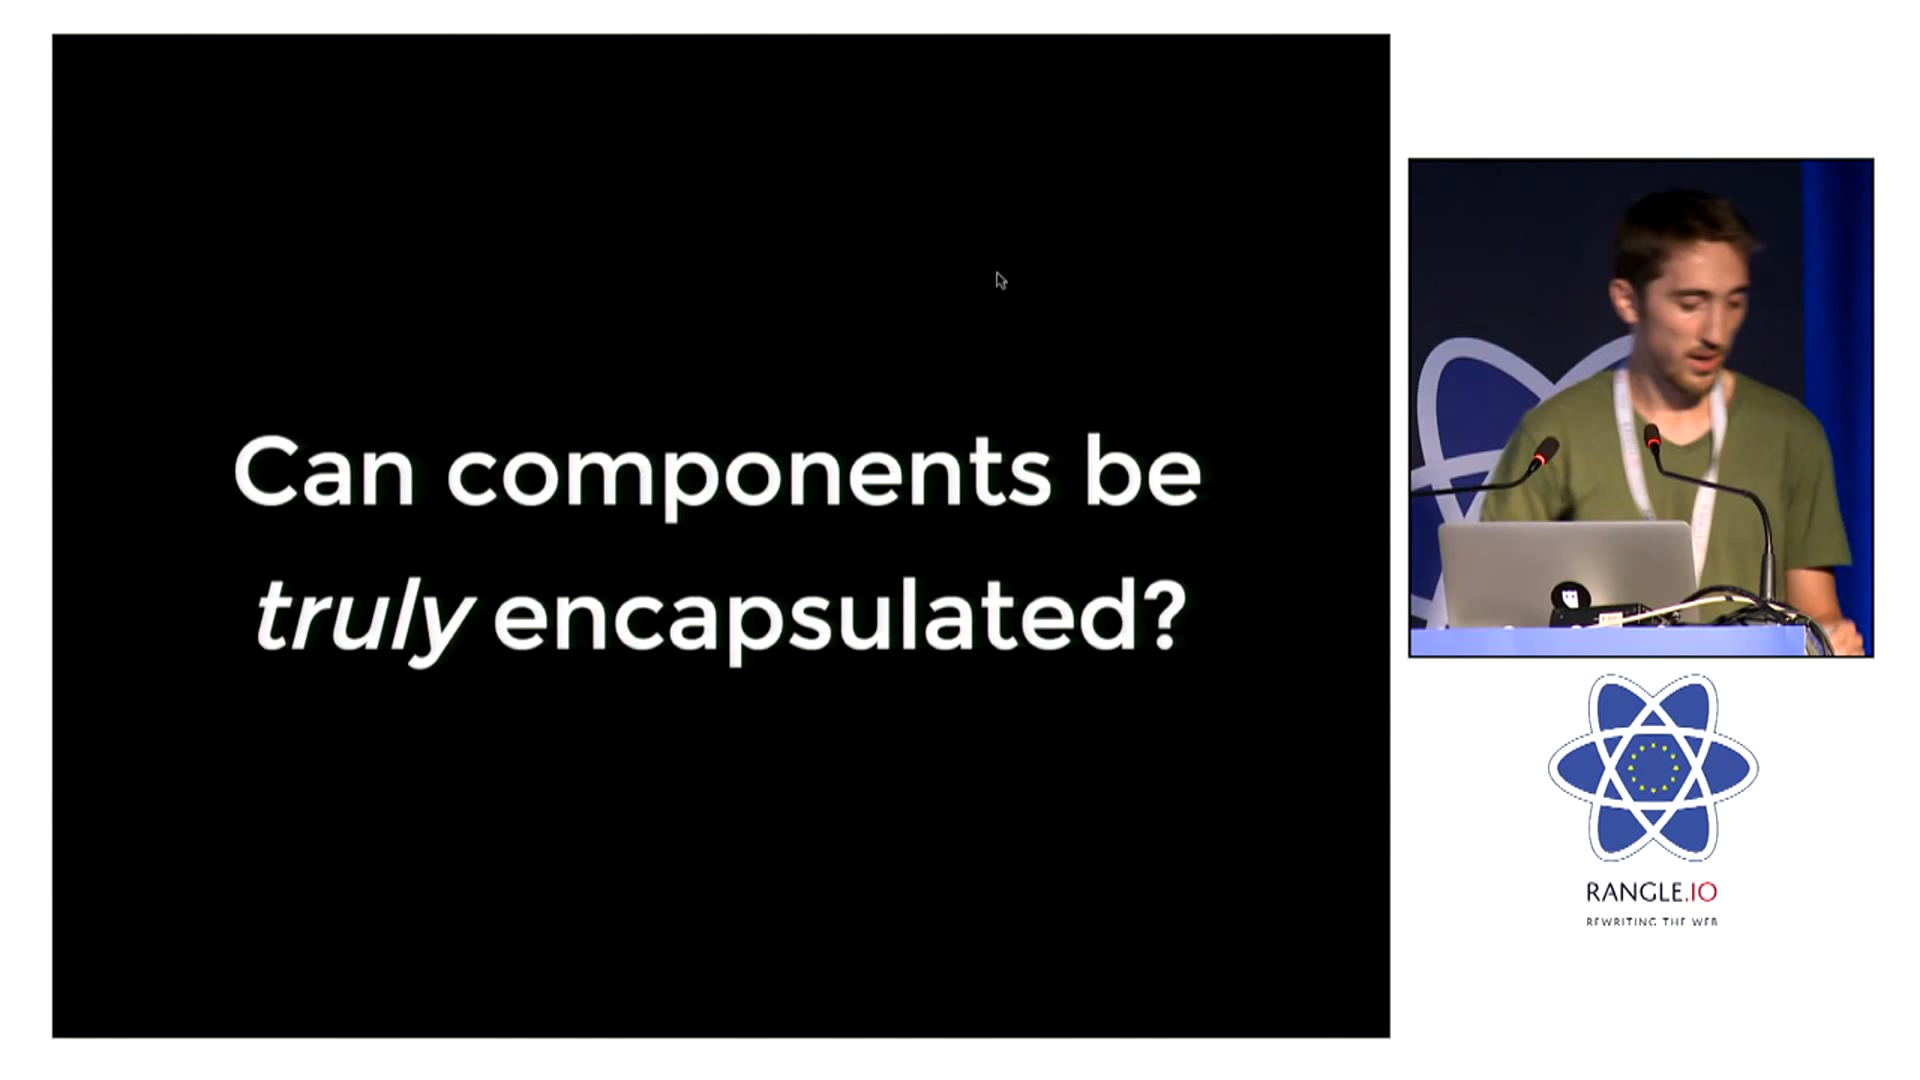 Can components be
truly encapsulated?
RANGLE.IO
REWRITING THE WEB